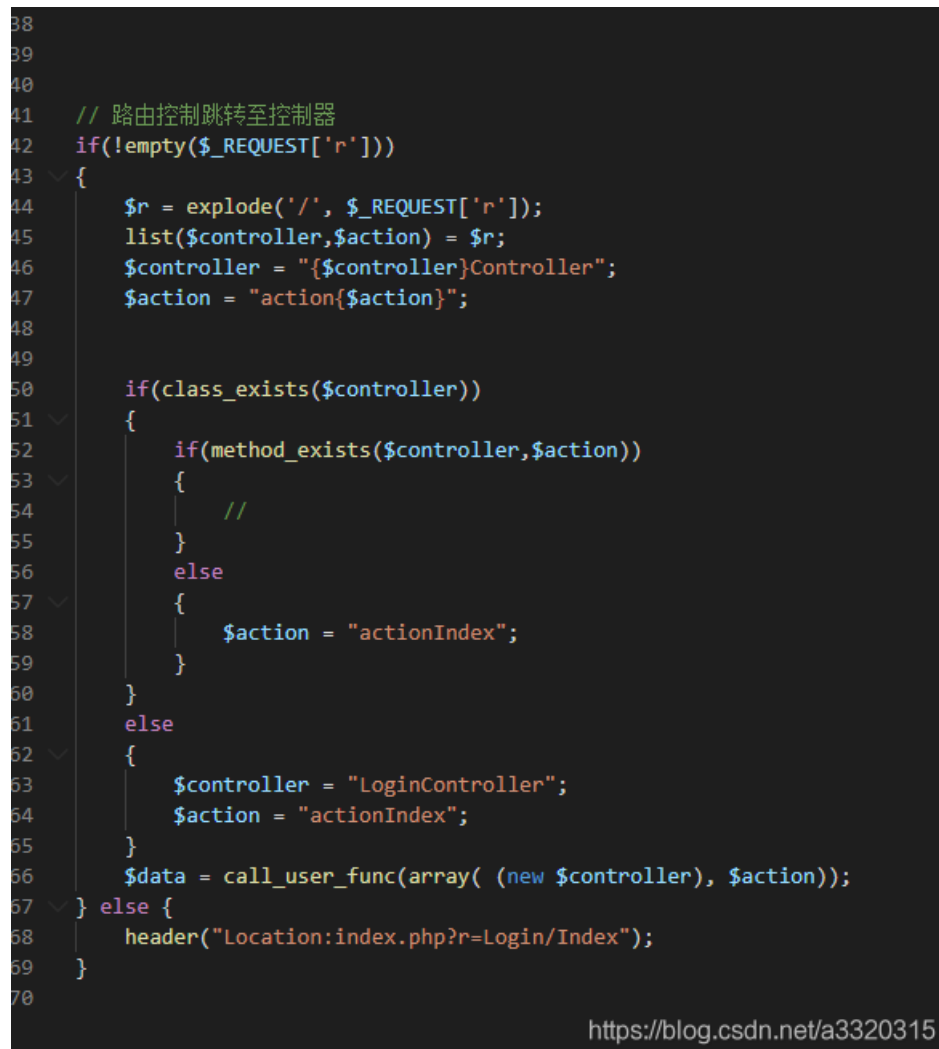 38
39
40
41 // 路由控制跳转至控制器
42 if(!empty($_REQUEST['r']))
43 {
44 $r = explode('/', $_REQUEST['r']);
45 list($controller,$action) = $r;
46 $controller = "{$controller}Controller";
47 $action = "action{$action}";
48
49
50 if(class_exists($controller))
51 {
52 if(method_exists($controller,$action))
53 {
54 //
55 }
56 else
57 {
58 $action = "actionIndex";
59 }
60 }
61 else
62 {
63 $controller = "LoginController";
64 $action = "actionIndex";
65 }
66 $data = call_user_func(array( (new $controller), $action));
67 } else {
68 header("Location:index.php?r=Login/Index");
69 }
70
https://blog.csdn.net/a3320315